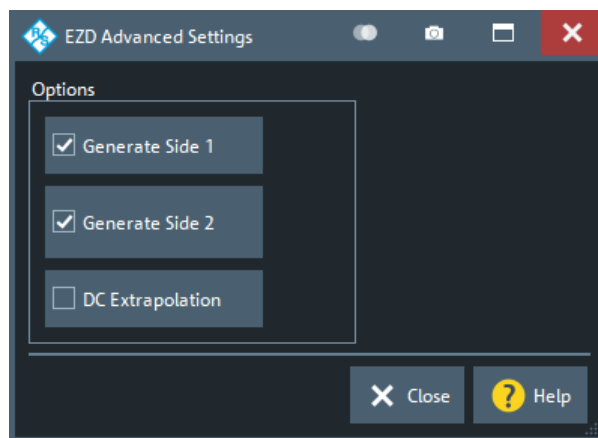 EZD Advanced Settings
Options
Generate Side 1
Generate Side 2
DC Extrapolation
Close
? Help